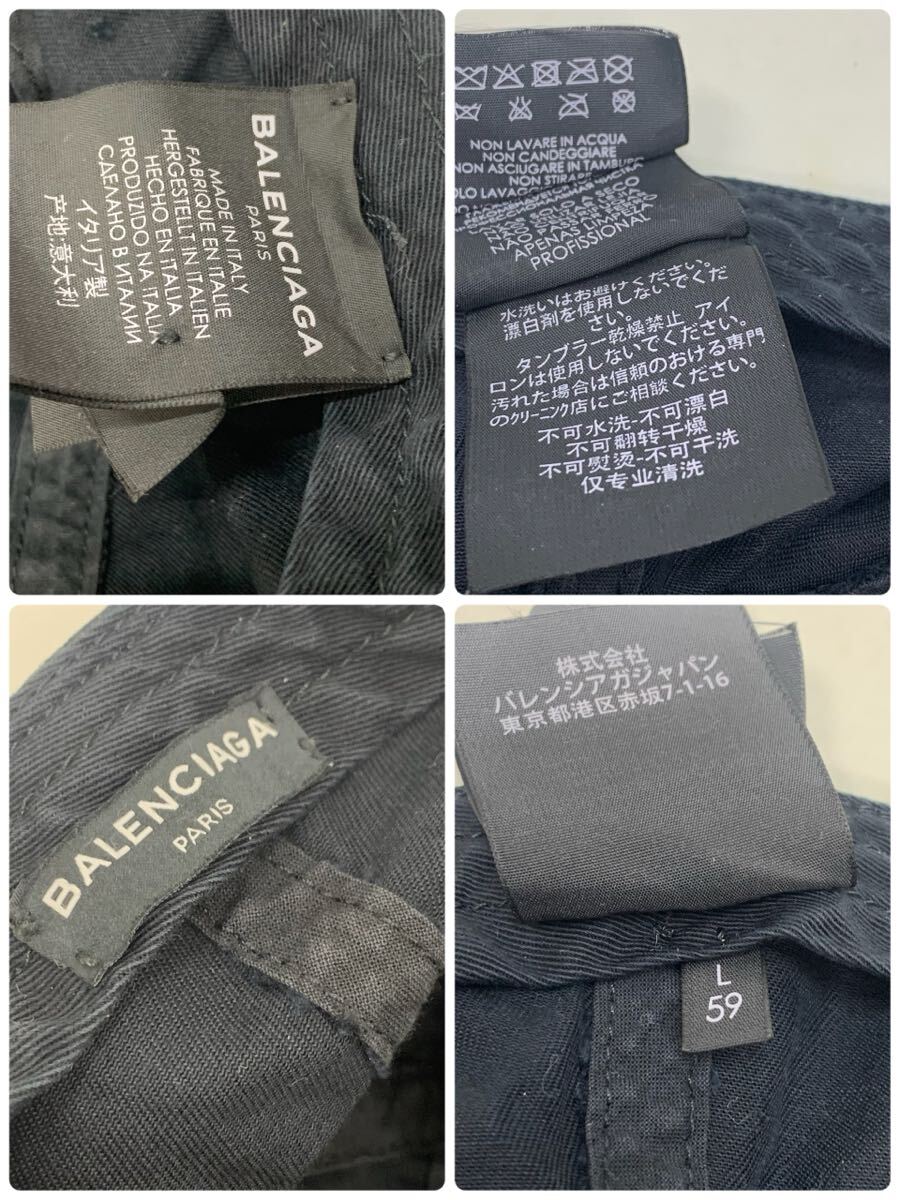 BALENCIAGA
PARIS
MADE IN ITALY
FABRIQUE EN ITALIE
HERGESTELLT IN ITALIEN
HECHO EN ITALIA
PRODUZIDO NA ITALIA
СДЕЛАНО В ИТАЛИИ
イタリア製
产地意大利
NON LAVARE IN ACQUA
NON CANDEGGIARE
NON ASCIUGARE IN TAMBURO
NON STIRARE
OLO LAVAGGIO
NÃO SOLO A SECO
NÃO PASSAR A FERRO
APENAS LIMPEZA
PROFISSIONAL
水洗いはお避けください。
漂白剤を使用しないでくだ
さい。
タンブラー乾燥禁止 アイ
ロンは使用しないでください。
汚れた場合は信頼のおける専門
のクリーニング店にご相談ください。
不可水洗-不可漂白
不可翻转干燥
不可熨烫-不可干洗
仅专业清洗
BALENCIAGA
PARIS
株式会社
バレンシアガジャパン
東京都港区赤坂7-1-16
L
59